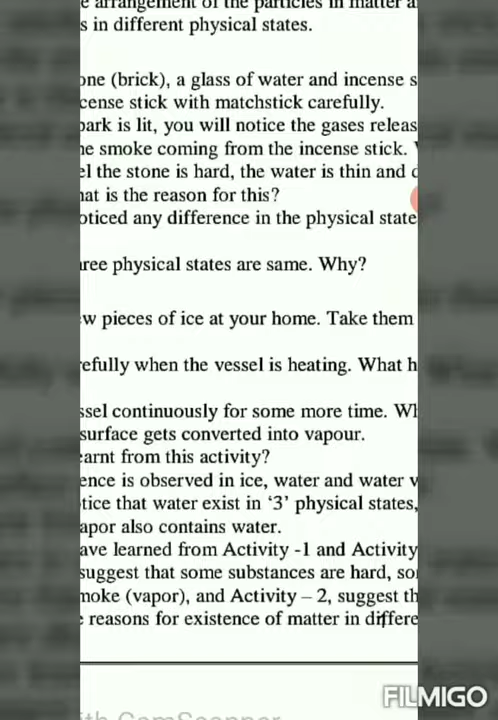 e arrangement of the particles in matter a
s in different physical states.
one (brick), a glass of water and incense s
cense stick with matchstick carefully.
park is lit, you will notice the gases releas
he smoke coming from the incense stick.
el the stone is hard, the water is thin and
hat is the reason for this?
oticed any difference in the physical state
ree physical states are same. Why?
w pieces of ice at your home. Take them
efully when the vessel is heating. What h
ssel continuously for some more time. Wh
surface gets converted into vapour.
earnt from this activity?
ence is observed in ice, water and water v
tice that water exist in ‘3’ physical states,
apor also contains water.
ave learned from Activity -1 and Activity
suggest that some substances are hard, so
moke (vapor), and Activity – 2, suggest th
reasons for existence of matter in differe
th CamScanner
FILMIGO